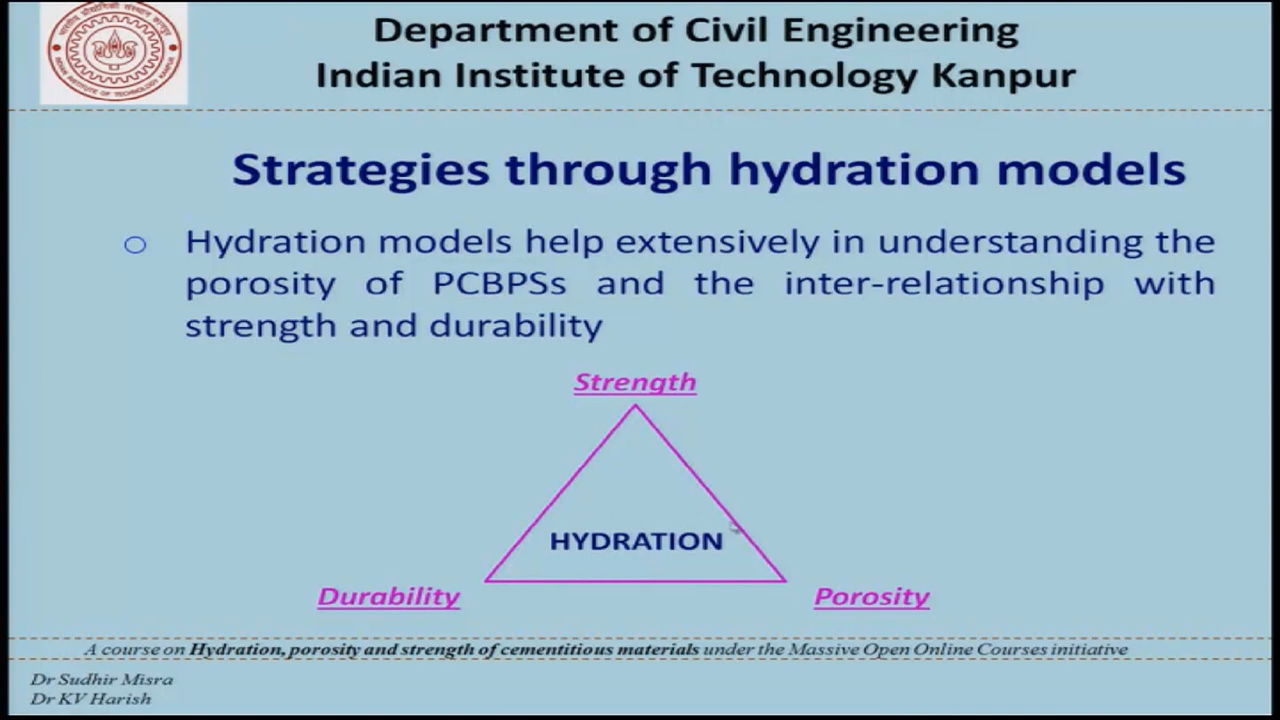 Department of Civil Engineering
Indian Institute of Technology Kanpur
Strategies through hydration models
Hydration models help extensively in understanding the
porosity of PCBPSs and the inter-relationship with
strength and durability
Strength
HYDRATION
Durability
Porosity
A course on Hydration, porosity and strength of cementitious materials under the Massive Open Online Courses initiative
Dr Sudhir Misra
Dr KV Harish